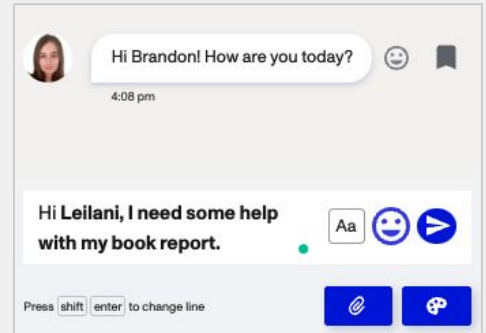 Hi Brandon! How are you today?
4:08 pm
Hi Leilani, I need some help
with my book report.
Aa
Press shift enter to change line